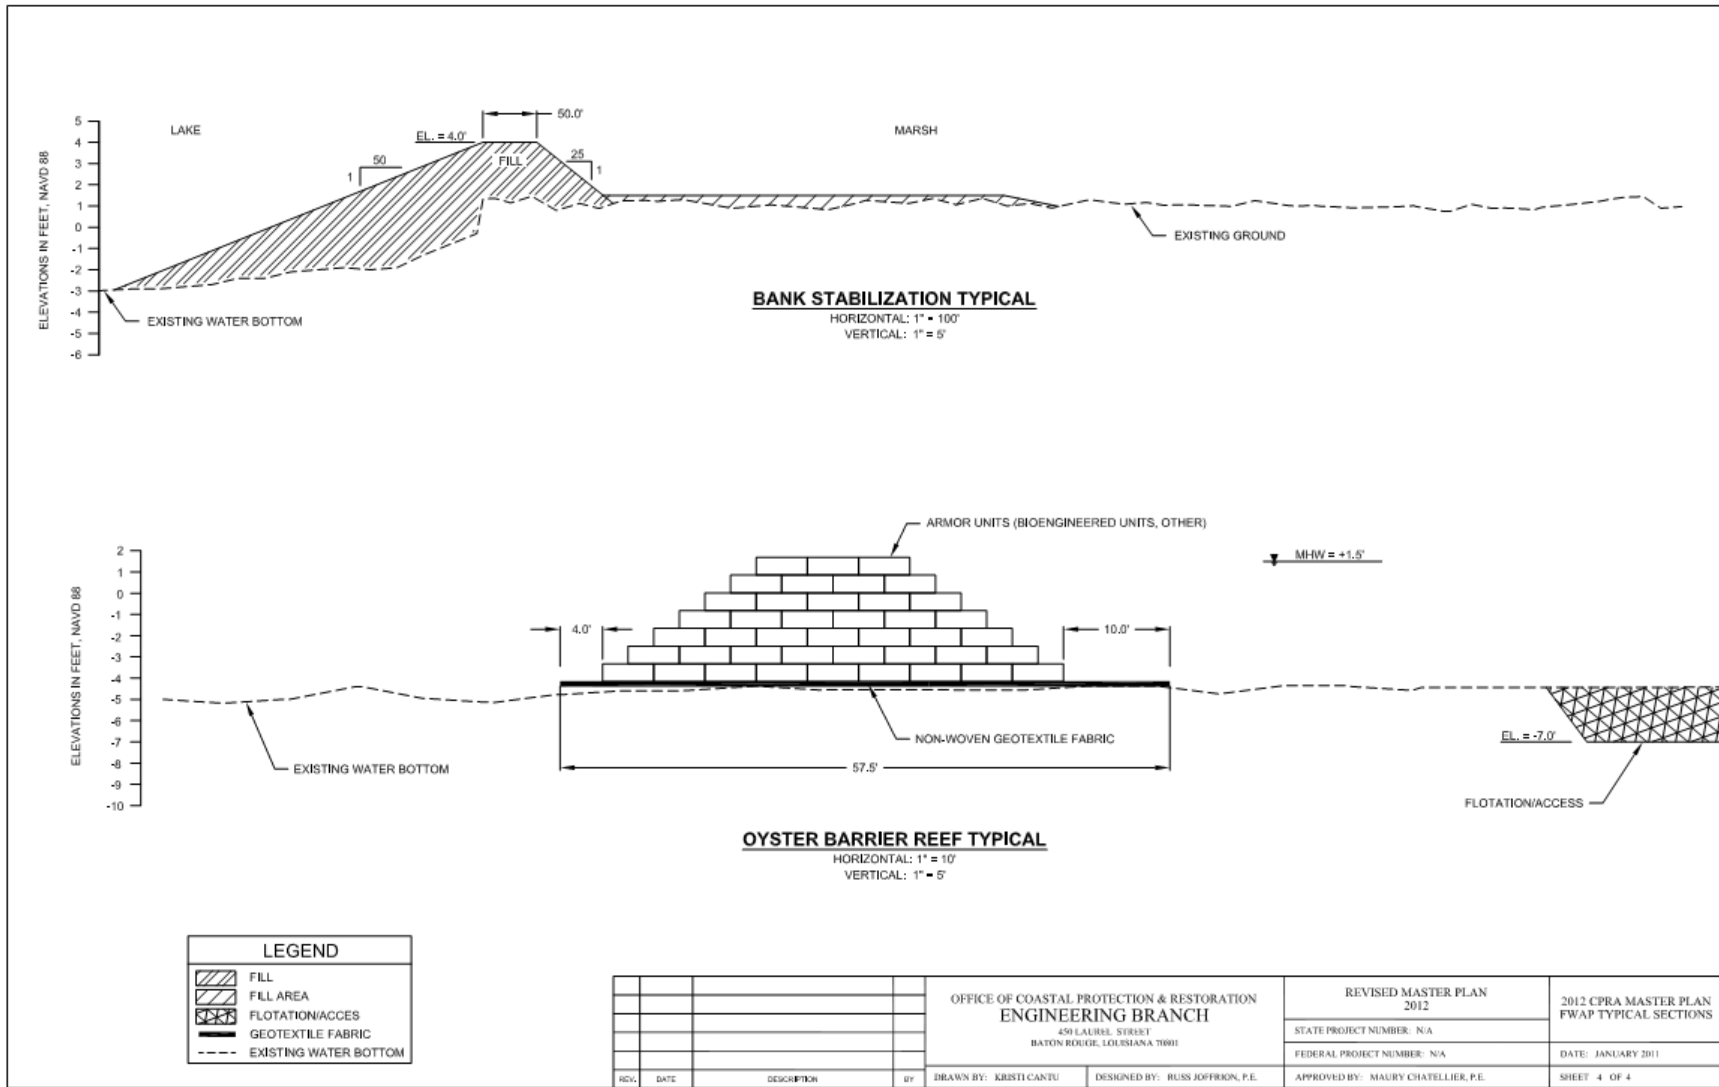 LAKE
MARSH
50.0'
EL. = 4.0'
FILL
50
1
25
1
5
4
3
2
1
0
-1
-2
-3
-4
-5
-6
ELEVATIONS IN FEET, NAVD 88
EXISTING GROUND
EXISTING WATER BOTTOM
BANK STABILIZATION TYPICAL
HORIZONTAL: 1" = 100'
VERTICAL: 1" = 5'
ARMOR UNITS (BIOENGINEERED UNITS, OTHER)
MHW = +1.5'
2
1
0
-1
-2
-3
-4
-5
-6
-7
-8
-9
-10
ELEVATIONS IN FEET, NAVD 88
4.0'
10.0'
NON-WOVEN GEOTEXTILE FABRIC
EL. = -7.0'
57.5'
EXISTING WATER BOTTOM
FLOTATION/ACCESS
OYSTER BARRIER REEF TYPICAL
HORIZONTAL: 1" = 10'
VERTICAL: 1" = 5'
LEGEND
FILL
FILL AREA
FLOTATION/ACCES
GEOTEXTILE FABRIC
EXISTING WATER BOTTOM
REV. DATE DESCRIPTION BY
OFFICE OF COASTAL PROTECTION & RESTORATION
ENGINEERING BRANCH
450 LAUREL STREET
BATON ROUGE, LOUISIANA 70801
DRAWN BY: KRISTI CANTU
DESIGNED BY: RUSS JOFFRION, P.E.
REVISED MASTER PLAN
2012
STATE PROJECT NUMBER: N/A
FEDERAL PROJECT NUMBER: N/A
APPROVED BY: MAURY CHATELLIER, P.E.
2012 CPRA MASTER PLAN
FWAP TYPICAL SECTIONS
DATE: JANUARY 2011
SHEET 4 OF 4